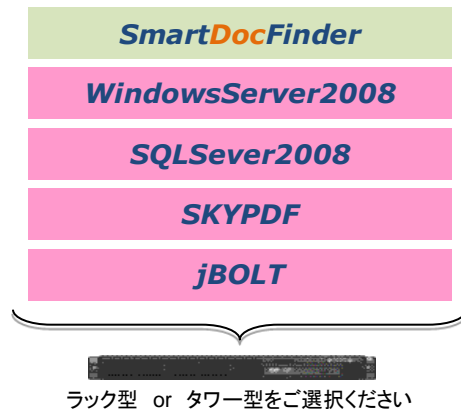 SmartDocFinder
WindowsServer2008
SQLSever2008
SKYPDF
jBOLT
ラック型 or タワー型をご選択ください